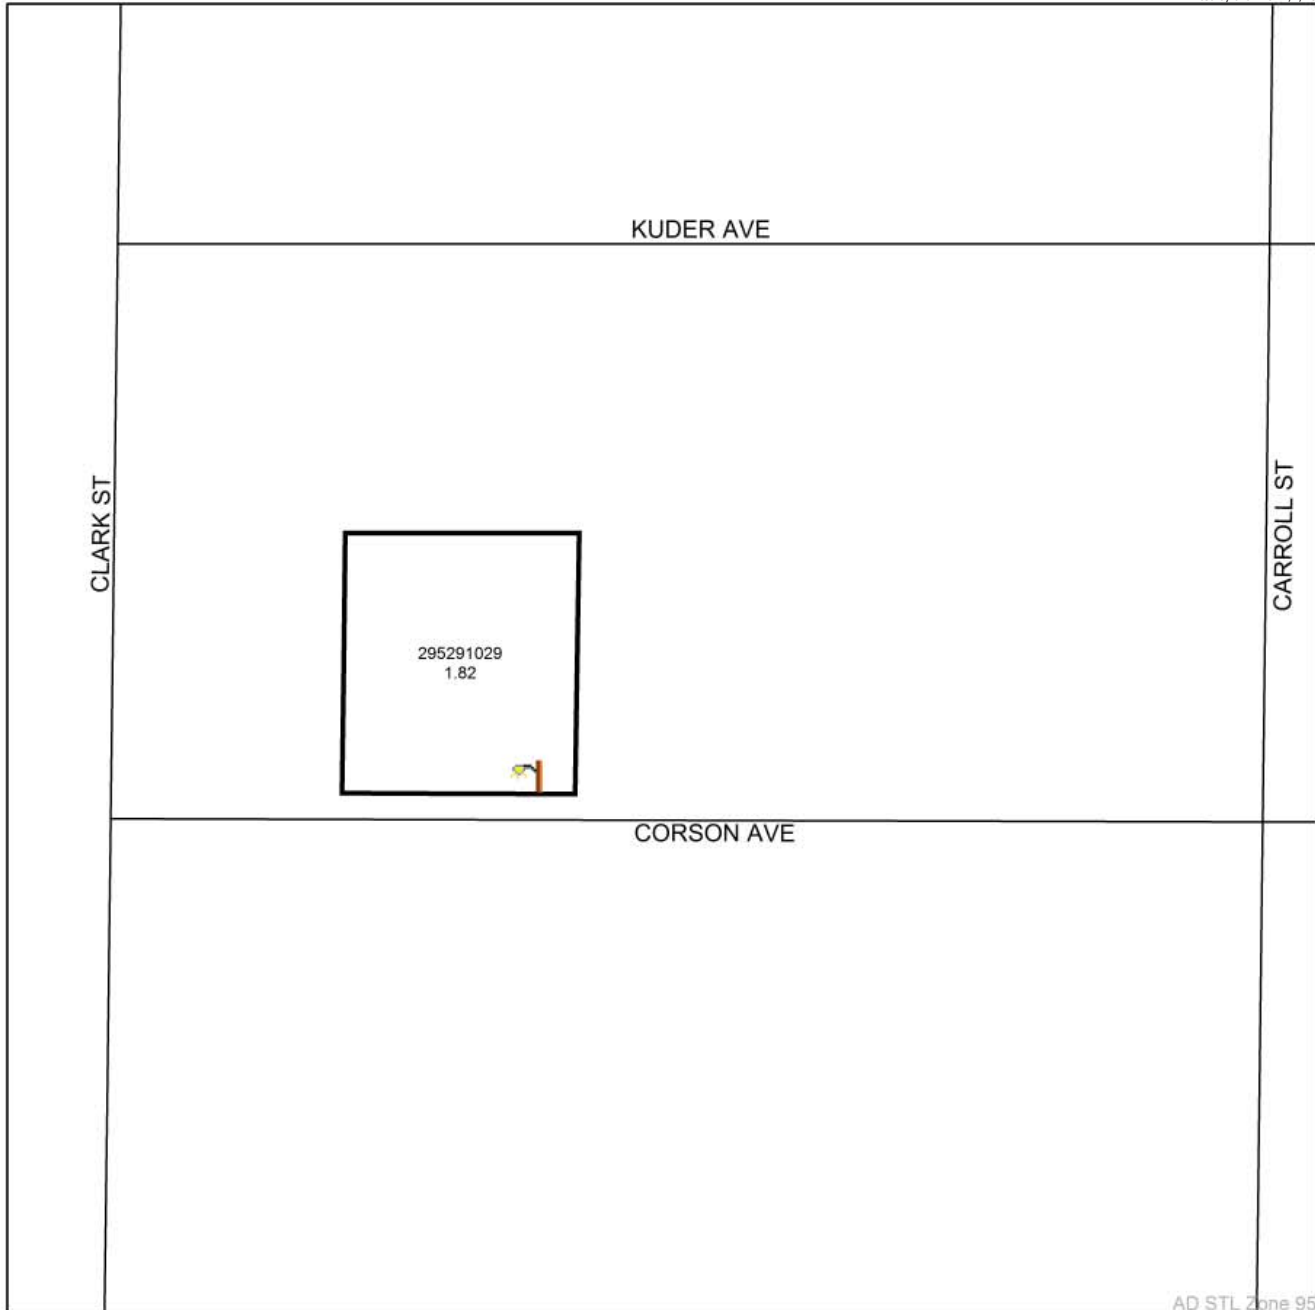 KUDER AVE
CLARK ST
CARROLL ST
295291029
1.82
CORSON AVE
AD STL Zone 95